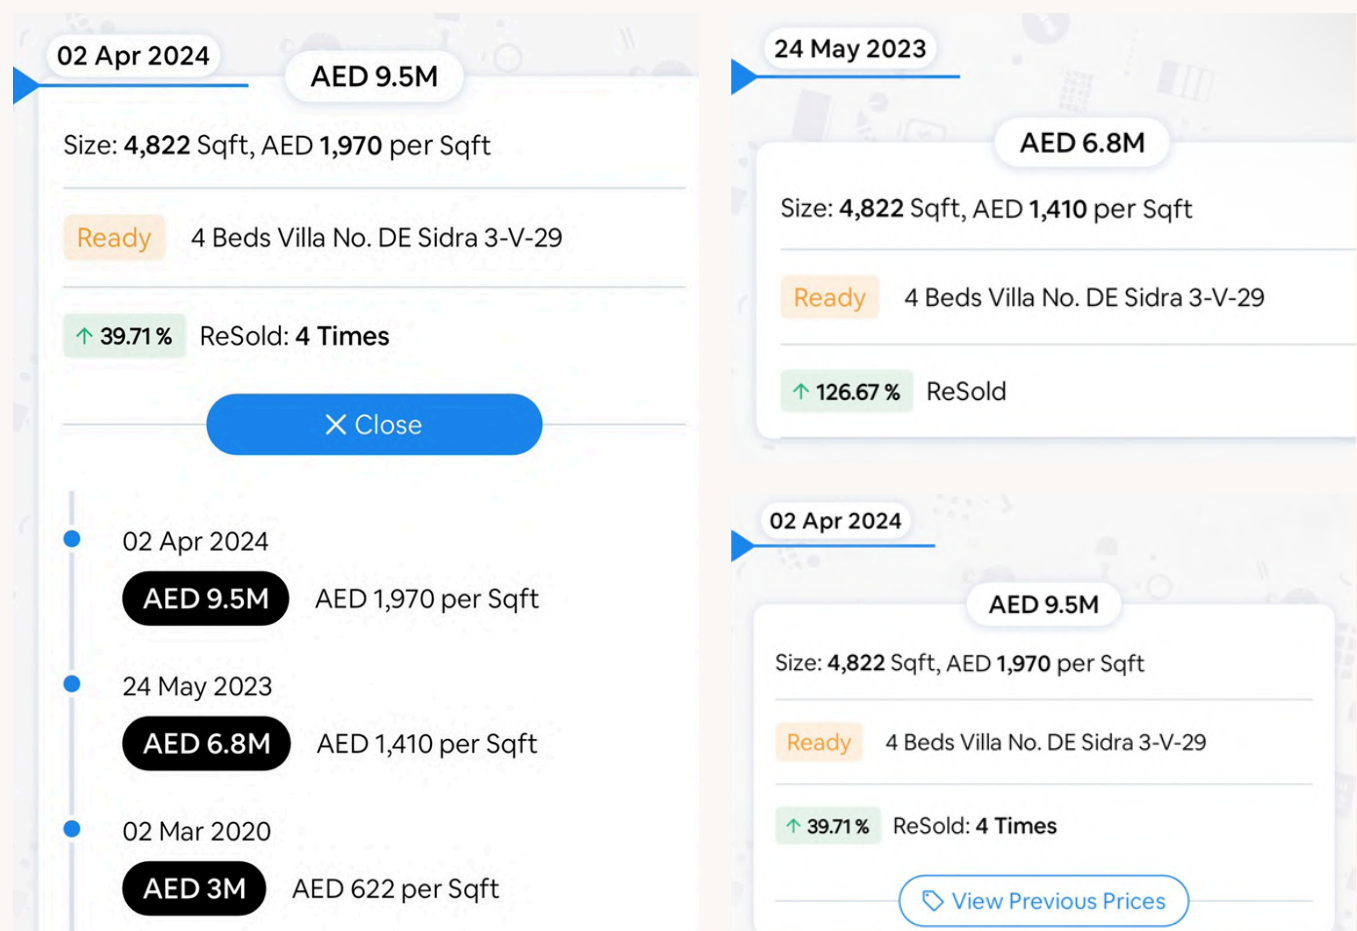 02 Apr 2024
AED 9.5M
Size: 4,822 Sqft, AED 1,970 per Sqft
Ready 4 Beds Villa No. DE Sidra 3-V-29
↑ 39.71 % ReSold: 4 Times
× Close
02 Apr 2024
AED 9.5M AED 1,970 per Sqft
24 May 2023
AED 6.8M AED 1,410 per Sqft
02 Mar 2020
AED 3M AED 622 per Sqft
24 May 2023
AED 6.8M
Size: 4,822 Sqft, AED 1,410 per Sqft
Ready 4 Beds Villa No. DE Sidra 3-V-29
↑ 126.67 % ReSold
02 Apr 2024
AED 9.5M
Size: 4,822 Sqft, AED 1,970 per Sqft
Ready 4 Beds Villa No. DE Sidra 3-V-29
↑ 39.71 % ReSold: 4 Times
View Previous Prices